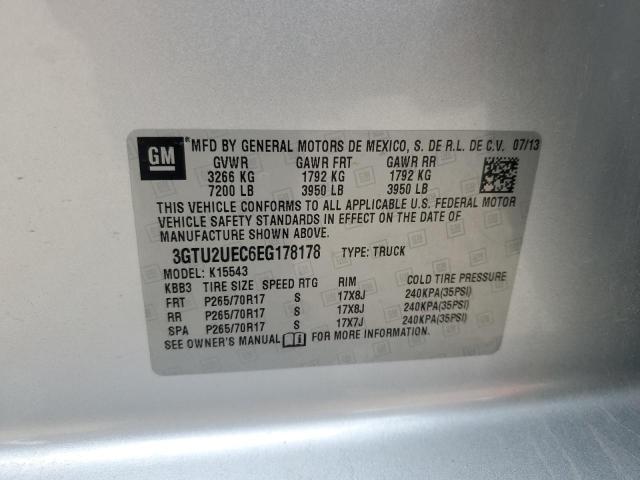 GM
®MFD BY GENERAL MOTORS DE MEXICO, S. DE R.L. DE C.V. 07/13
GVWR GAWR FRT GAWR RR
3266 KG 1792 KG 1792 KG
7200 LB 3950 LB 3950 LB
THIS VEHICLE CONFORMS TO ALL APPLICABLE U.S. FEDERAL MOTOR
VEHICLE SAFETY STANDARDS IN EFFECT ON THE DATE OF
MANUFACTURE SHOWN ABOVE.
3GTU2UEC6EG178178 TYPE: TRUCK
MODEL: K15543
KBB3 TIRE SIZE SPEED RTG RIM COLD TIRE PRESSURE
FRT P265/70R17 S 17X8J 240KPA(35PSI)
RR P265/70R17 S 17X8J 240KPA(35PSI)
SPA P265/70R17 S 17X7J 240KPA(35PSI)
SEE OWNER'S MANUAL FOR MORE INFORMATION.